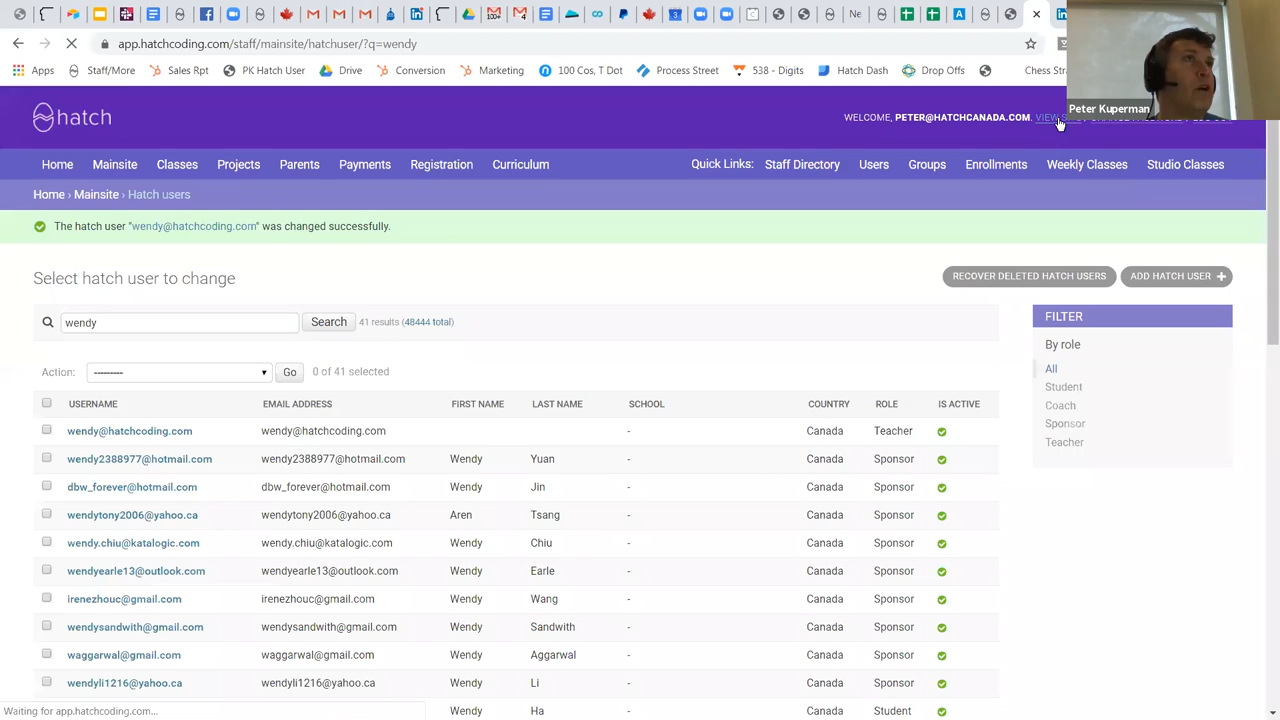 100+
4
Ne
app.hatchcoding.com/staff/mainsite/hatchuser/?q=wendy
Apps Staff/More Sales Rpt PK Hatch User Drive Conversion Marketing 100 Cos, T Dot Process Street 538 - Digits Hatch Dash Drop Offs Chess Stra
Peter Kuperman
hatch
WELCOME, PETER@HATCHCANADA.COM. VIEW
Home Mainsite Classes Projects Parents Payments Registration Curriculum Quick Links: Staff Directory Users Groups Enrollments Weekly Classes Studio Classes
Home › Mainsite › Hatch users
The hatch user "wendy@hatchcoding.com" was changed successfully.
Select hatch user to change
RECOVER DELETED HATCH USERS ADD HATCH USER +
wendy Search 41 results (48444 total)
FILTER
By role
All
Student
Coach
Sponsor
Teacher
Action: --------- Go 0 of 41 selected
USERNAME EMAIL ADDRESS FIRST NAME LAST NAME SCHOOL COUNTRY ROLE IS ACTIVE
wendy@hatchcoding.com wendy@hatchcoding.com - Canada Teacher
wendy2388977@hotmail.com wendy2388977@hotmail.com Wendy Yuan - Canada Sponsor
dbw_forever@hotmail.com dbw_forever@hotmail.com Wendy Jin - Canada Sponsor
wendytony2006@yahoo.ca wendytony2006@yahoo.ca Aren Tsang - Canada Sponsor
wendy.chiu@katalogic.com wendy.chiu@katalogic.com Wendy Chiu - Canada Sponsor
wendyearle13@outlook.com wendyearle13@outlook.com Wendy Earle - Canada Sponsor
irenezhouc@gmail.com irenezhouc@gmail.com Wendy Wang - Canada Sponsor
wendysandwith@gmail.com wendysandwith@gmail.com Wendy Sandwith - Canada Sponsor
waggarwal@gmail.com waggarwal@gmail.com Wendy Aggarwal - Canada Sponsor
wendyli1216@yahoo.ca wendyli1216@yahoo.ca Wendy Li - Canada Sponsor
Wendy Ha - Canada Student
Waiting for app.hatchcoding.com...